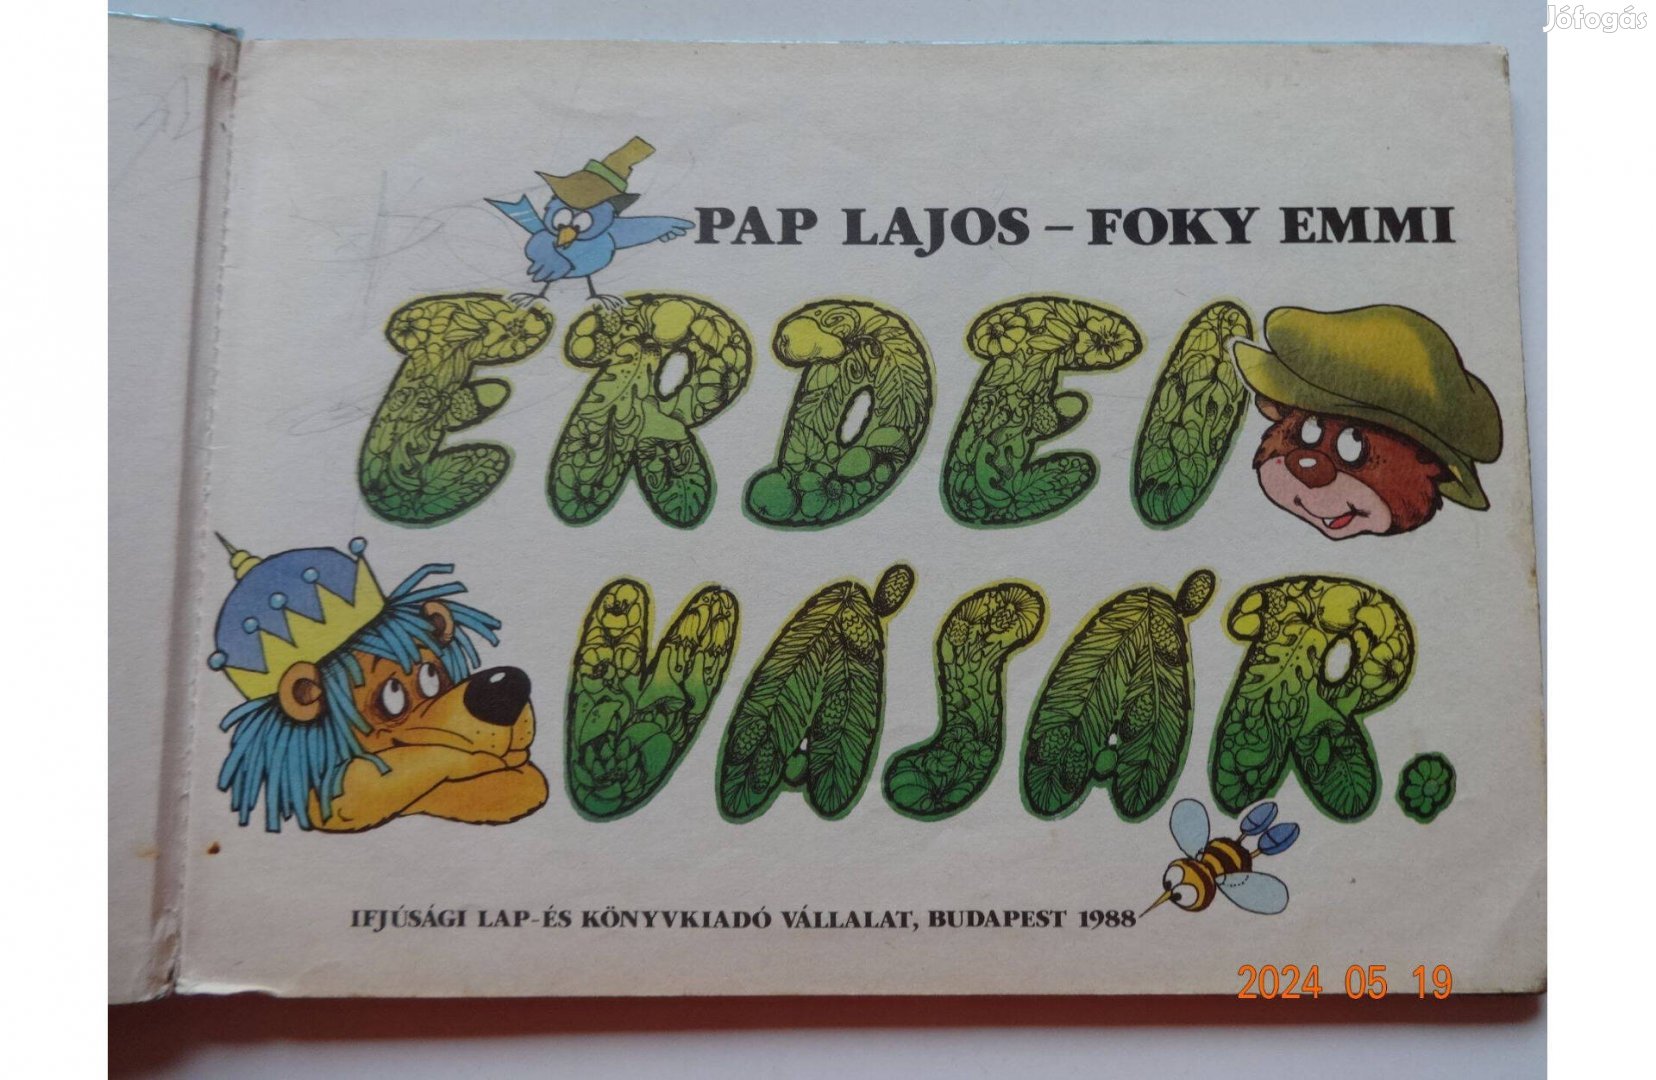 Jófogás
PAP LAJOS – FOKY EMMI
ERDEI
VÁSÁR.
IFJÚSÁGI LAP-ÉS KÖNYVKIADÓ VÁLLALAT, BUDAPEST 1988
2024 05 19